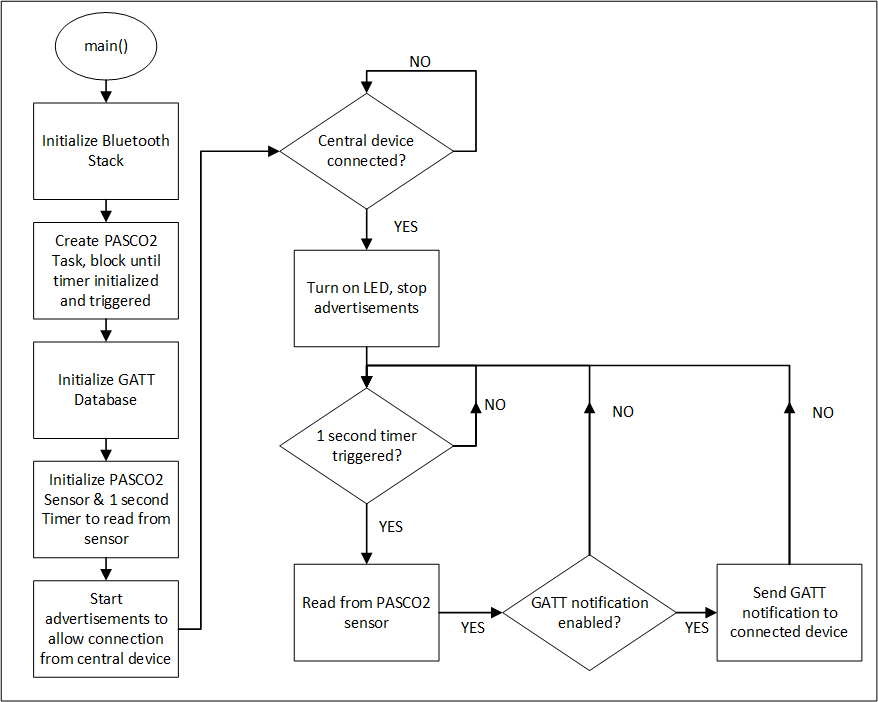 main()
Initialize Bluetooth
Stack
Create PASCO2
Task, block until
timer initialized
and triggered
Initialize GATT
Database
Initialize PASCO2
Sensor & 1 second
Timer to read from
sensor
Start
advertisements to
allow connection
from central device
NO
Central device
connected?
YES
Turn on LED, stop
advertisements
1 second timer
triggered?
NO
YES
Read from PASCO2
sensor
YES
GATT notification
enabled?
NO
YES
Send GATT
notification to
connected device
NO